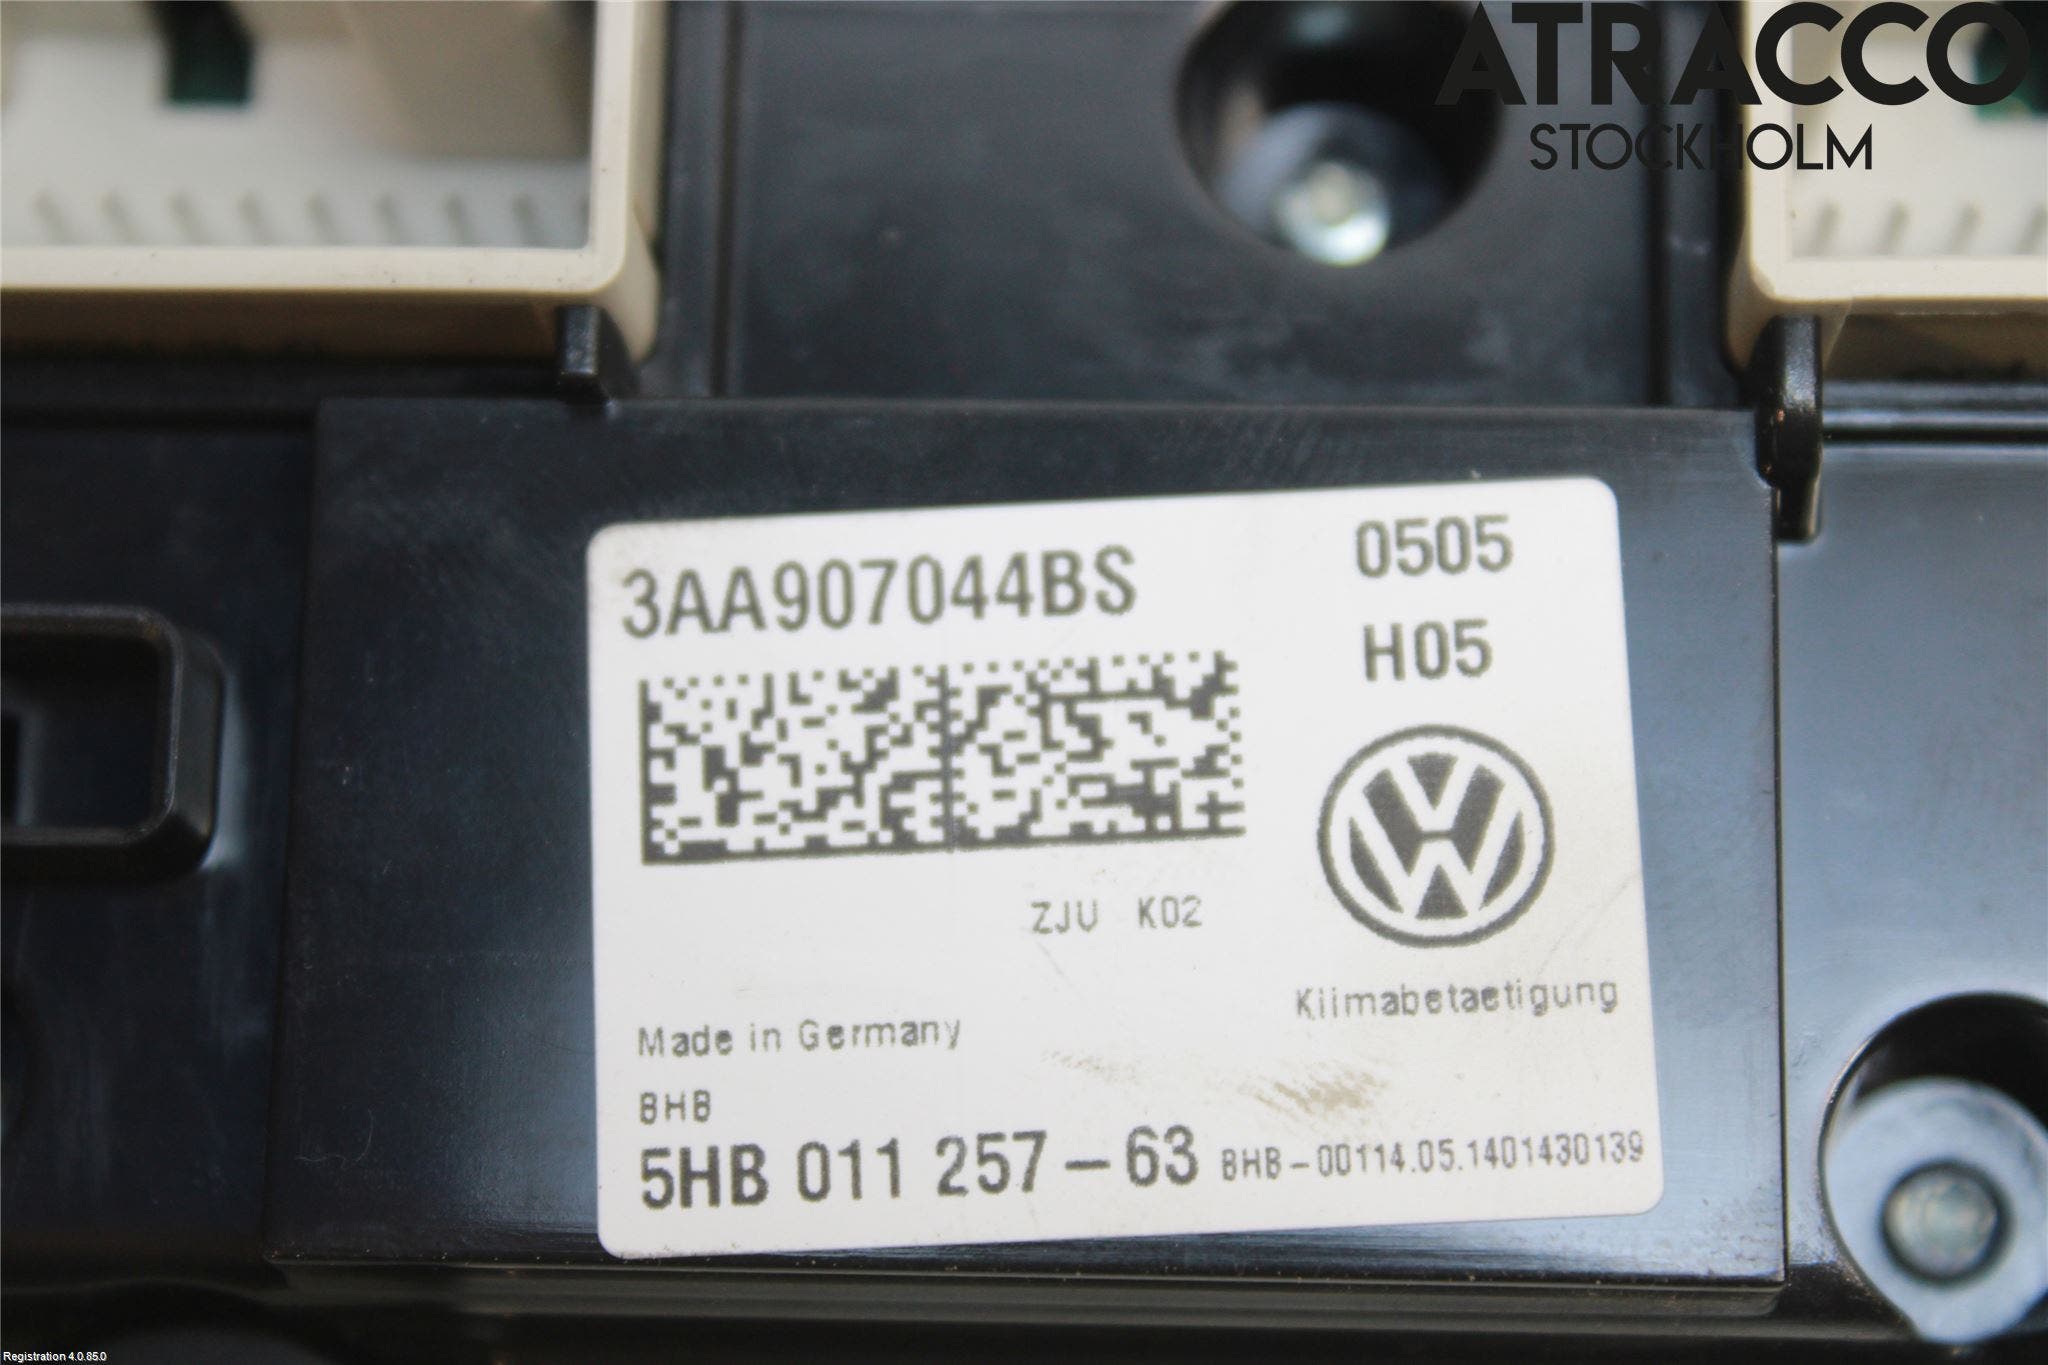 ATRACCO
STOCKHOLM
3AA907044BS
0505
H05
ZJU K02
Klimabetaetigung
Made in Germany
BHB
5HB 011 257-63 BHB-00114.05.1401430139
Registration 4.0.85.0